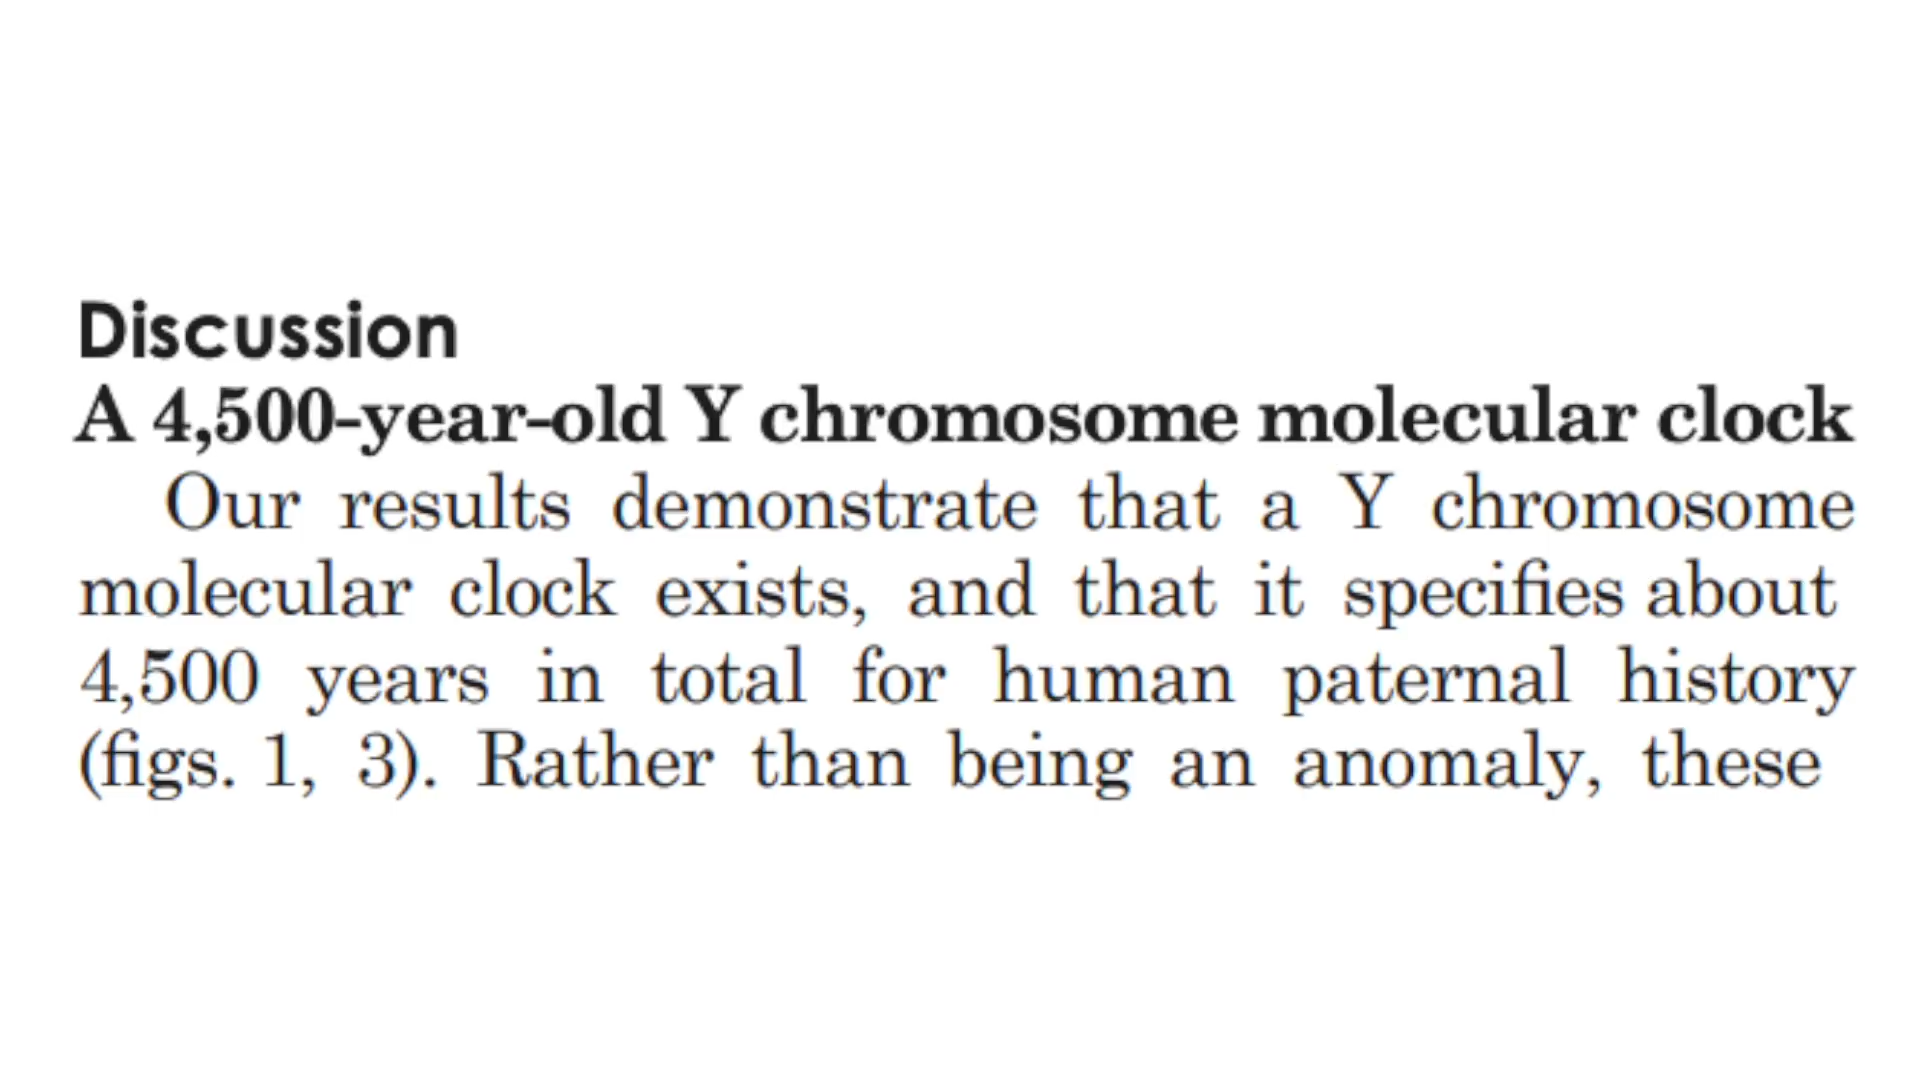 Discussion
A 4,500-year-old Y chromosome molecular clock
Our results demonstrate that a Y chromosome
molecular clock exists, and that it specifies about
4,500 years in total for human paternal history
(figs. 1, 3). Rather than being an anomaly, these